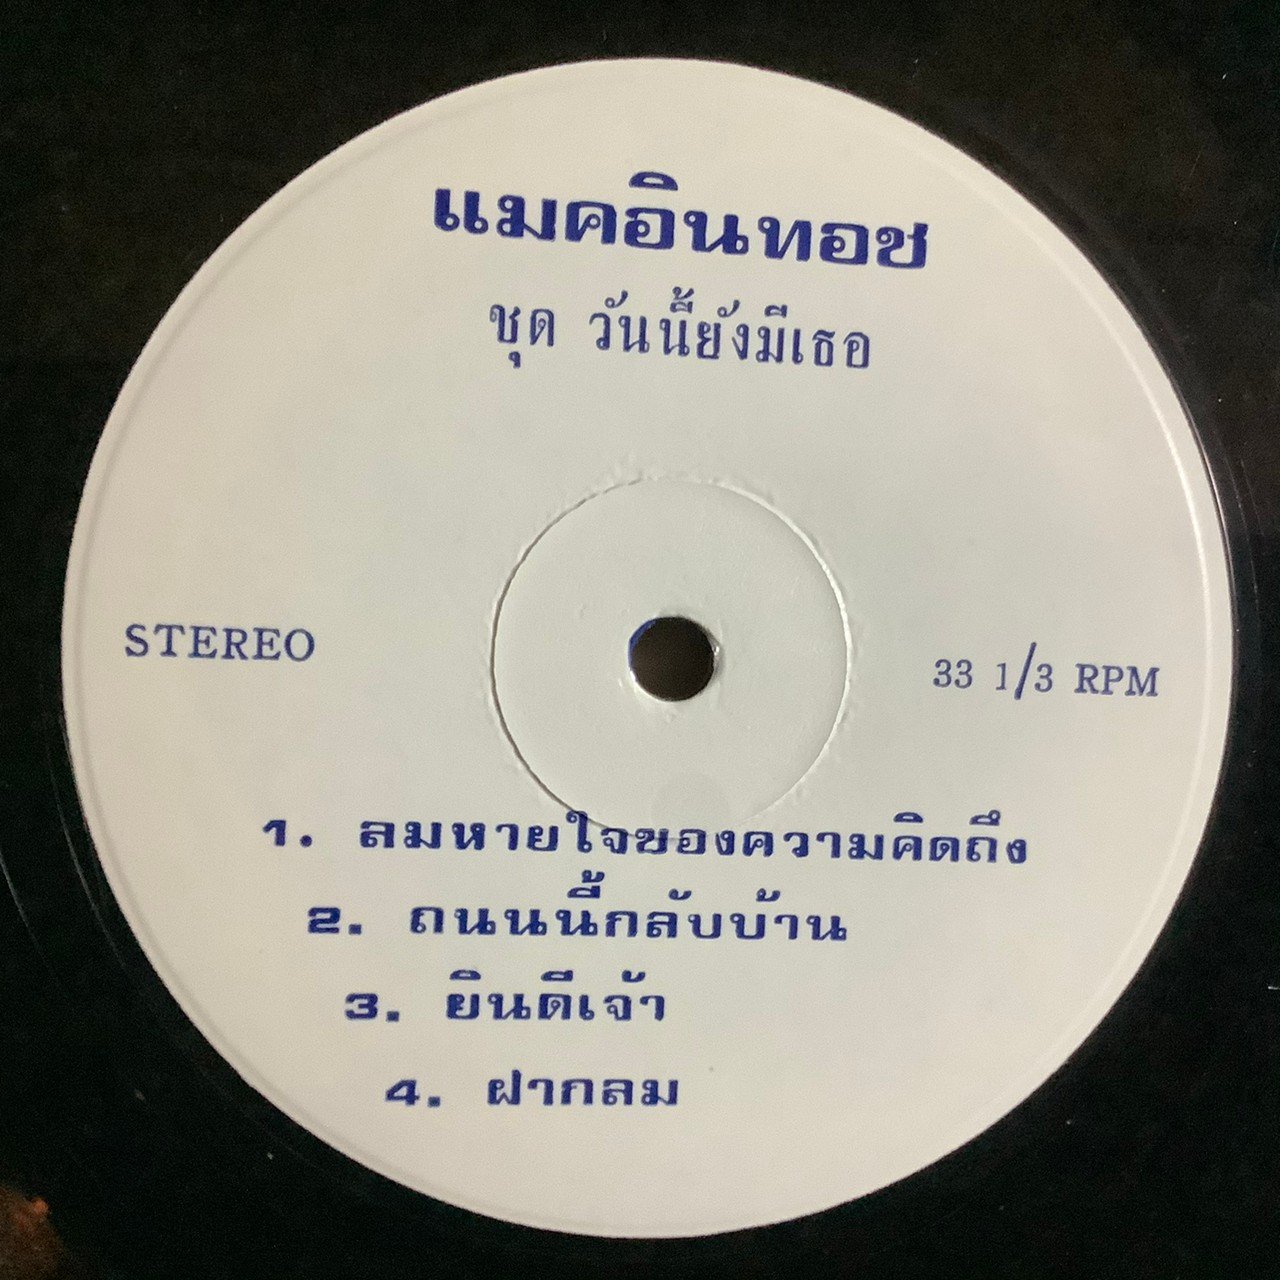 แมคอินทอช
ชุด วันนี้ยังมีเธอ
STEREO
33 1/3 RPM
1. ลมหายใจของความคิดถึง
2. ถนนนี้กลับบ้าน
3. ยินดีเจ้า
4. ฝากลม